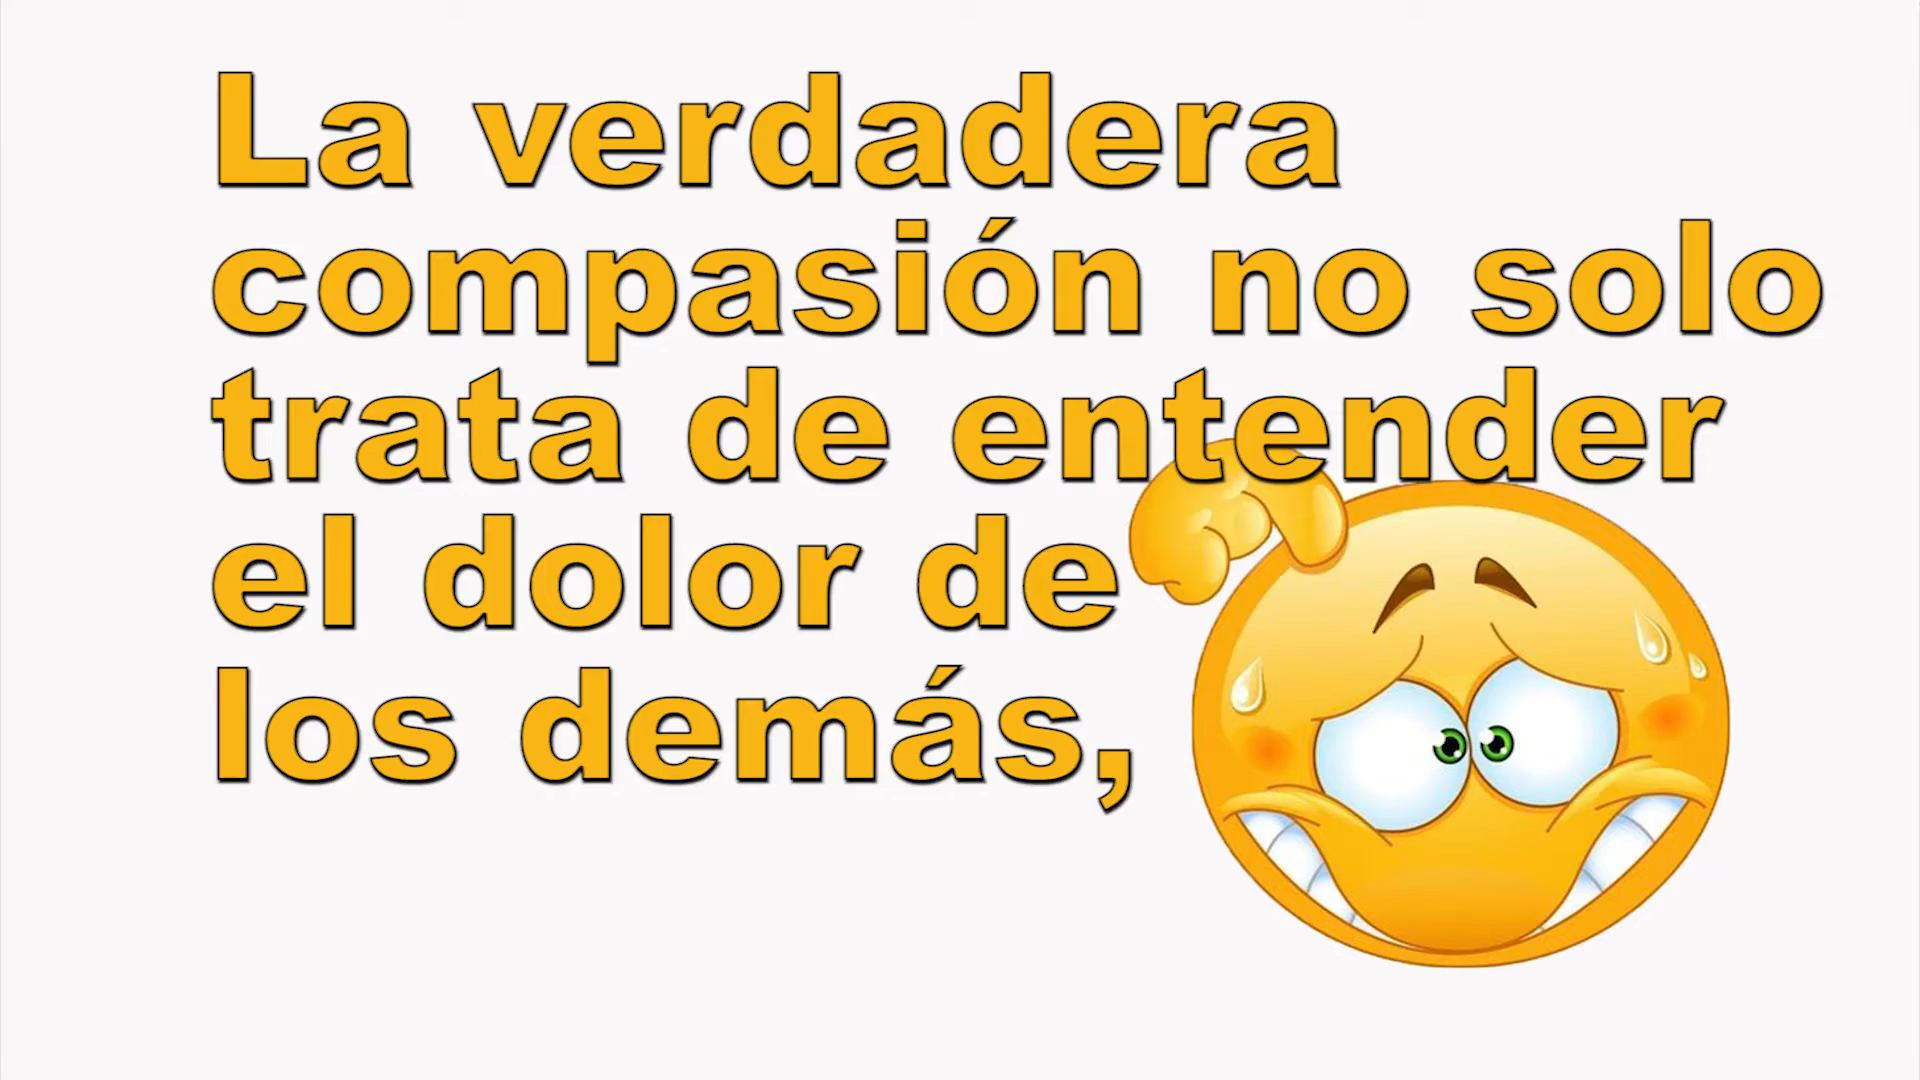 La verdadera
compasión no solo
trata de entender
el dolor de
los demás,